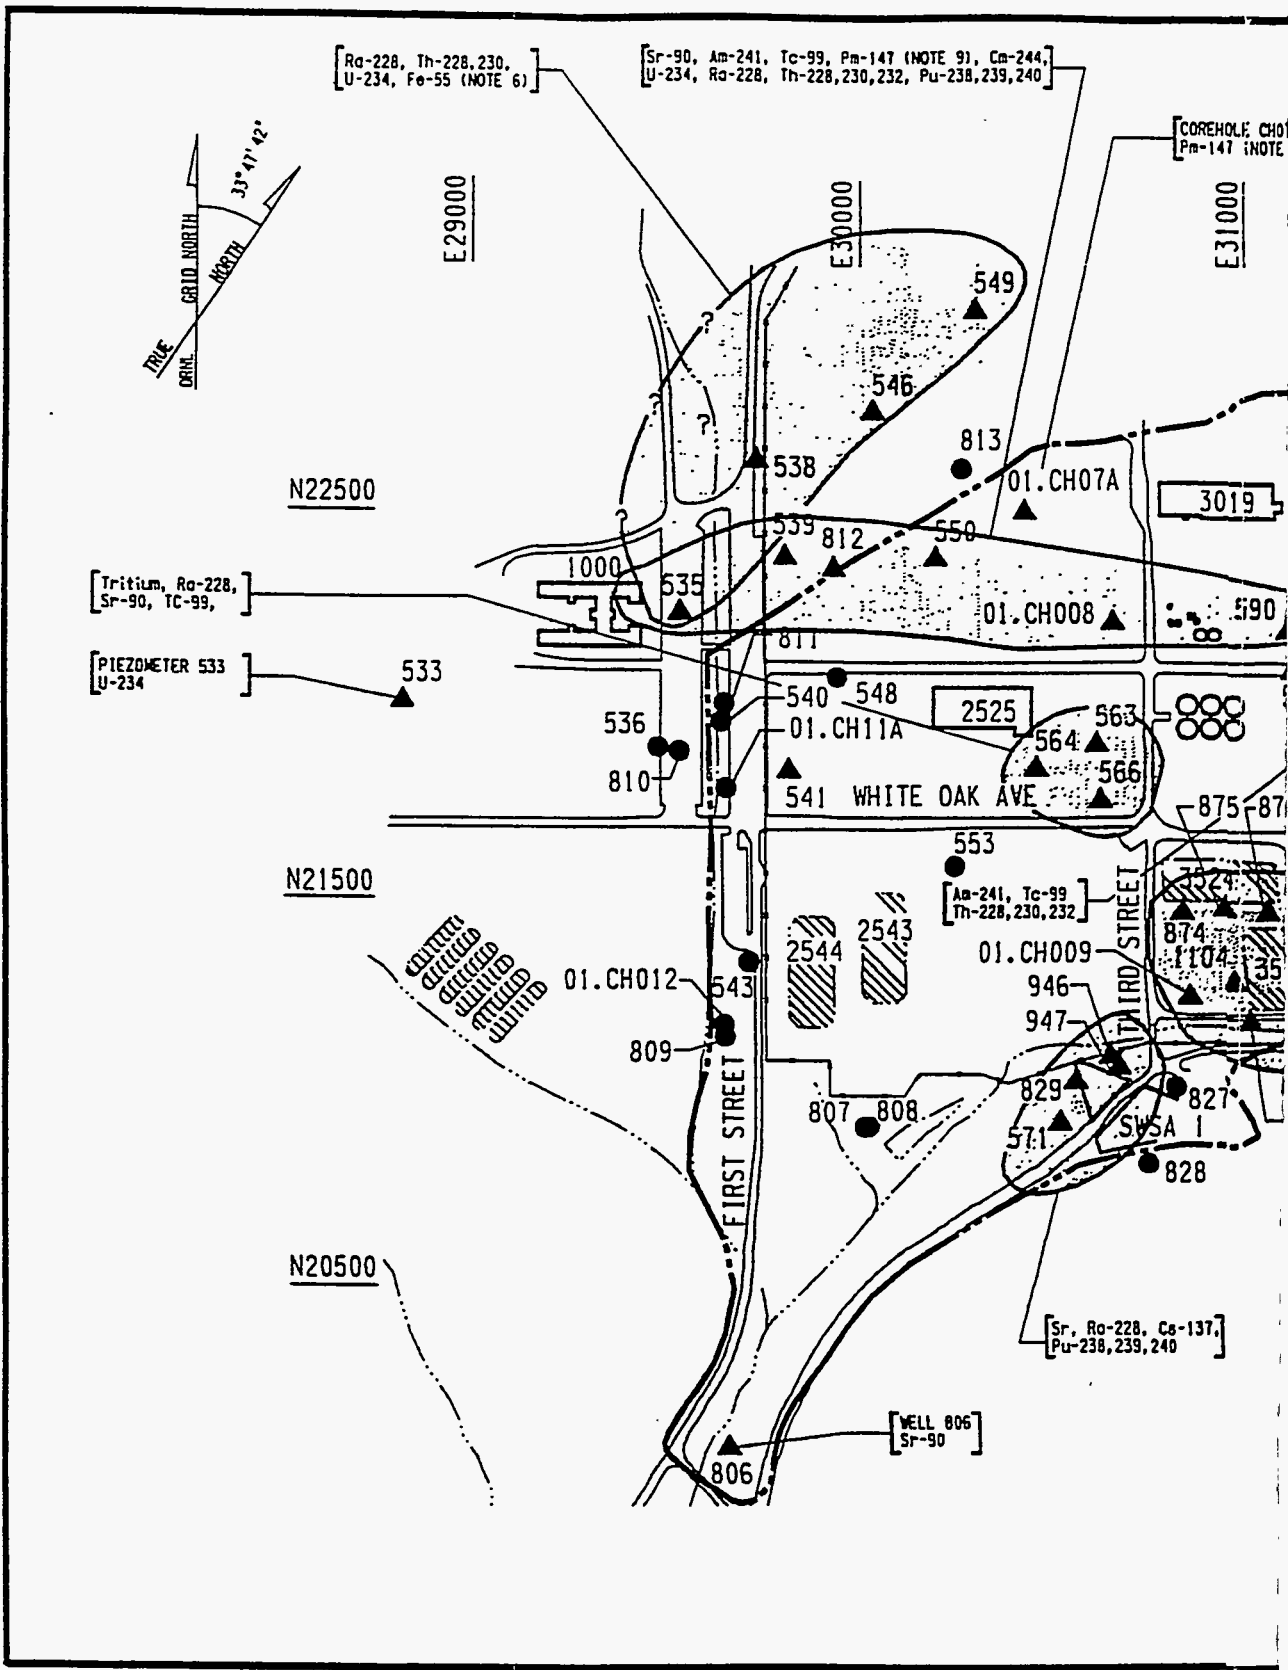 [Ra-228, Th-228,230,
U-234, Fe-55 (NOTE 6)]
[Sr-90, Am-241, Tc-99, Pm-147 (NOTE 9), Cm-244,
U-234, Ra-228, Th-228,230,232, Pu-238,239,240]
[COREHOLE CH0
Pm-147 (NOTE
33° 47' 42"
GRID NORTH
NORTH
TRUE
ORNL
E29000
E30000
E31000
549
546
813
538
01.CH07A
N22500
3019
539
812
550
1000
535
[Tritium, Ra-228,
Sr-90, TC-99,]
01.CH008
590
811
[PIEZOMETER 533
U-234]
533
548
540
536
2525
563
01.CH11A
564
810
566
541
WHITE OAK AVE
875
87
553
N21500
[Am-241, Tc-99
Th-228,230,232]
THIRD STREET
3524
2544
2543
874
01.CH009
1104
135
01.CH012
543
946
947
809
829
827
807
808
571
SWSA 1
FIRST STREET
828
N20500
[Sr, Ra-228, Cs-137,
Pu-238,239,240]
[WELL 806
Sr-90]
806
?
?
?
?